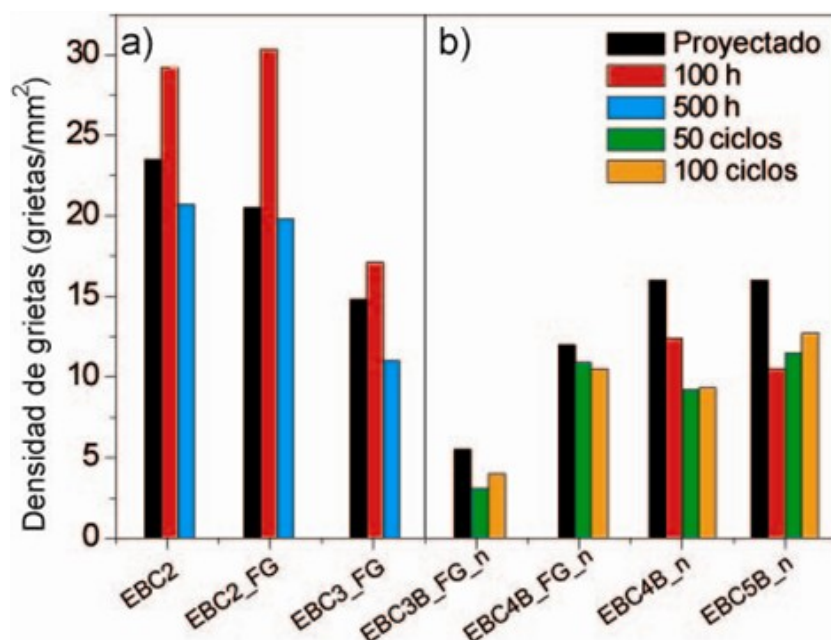 a)
b)
Proyectado
100 h
500 h
50 ciclos
100 ciclos
Densidad de grietas (grietas/mm²)
30
25
20
15
10
5
0
EBC2
EBC2_FG
EBC3_FG
EBC3B_FG_n
EBC4B_FG_n
EBC4B_n
EBC5B_n